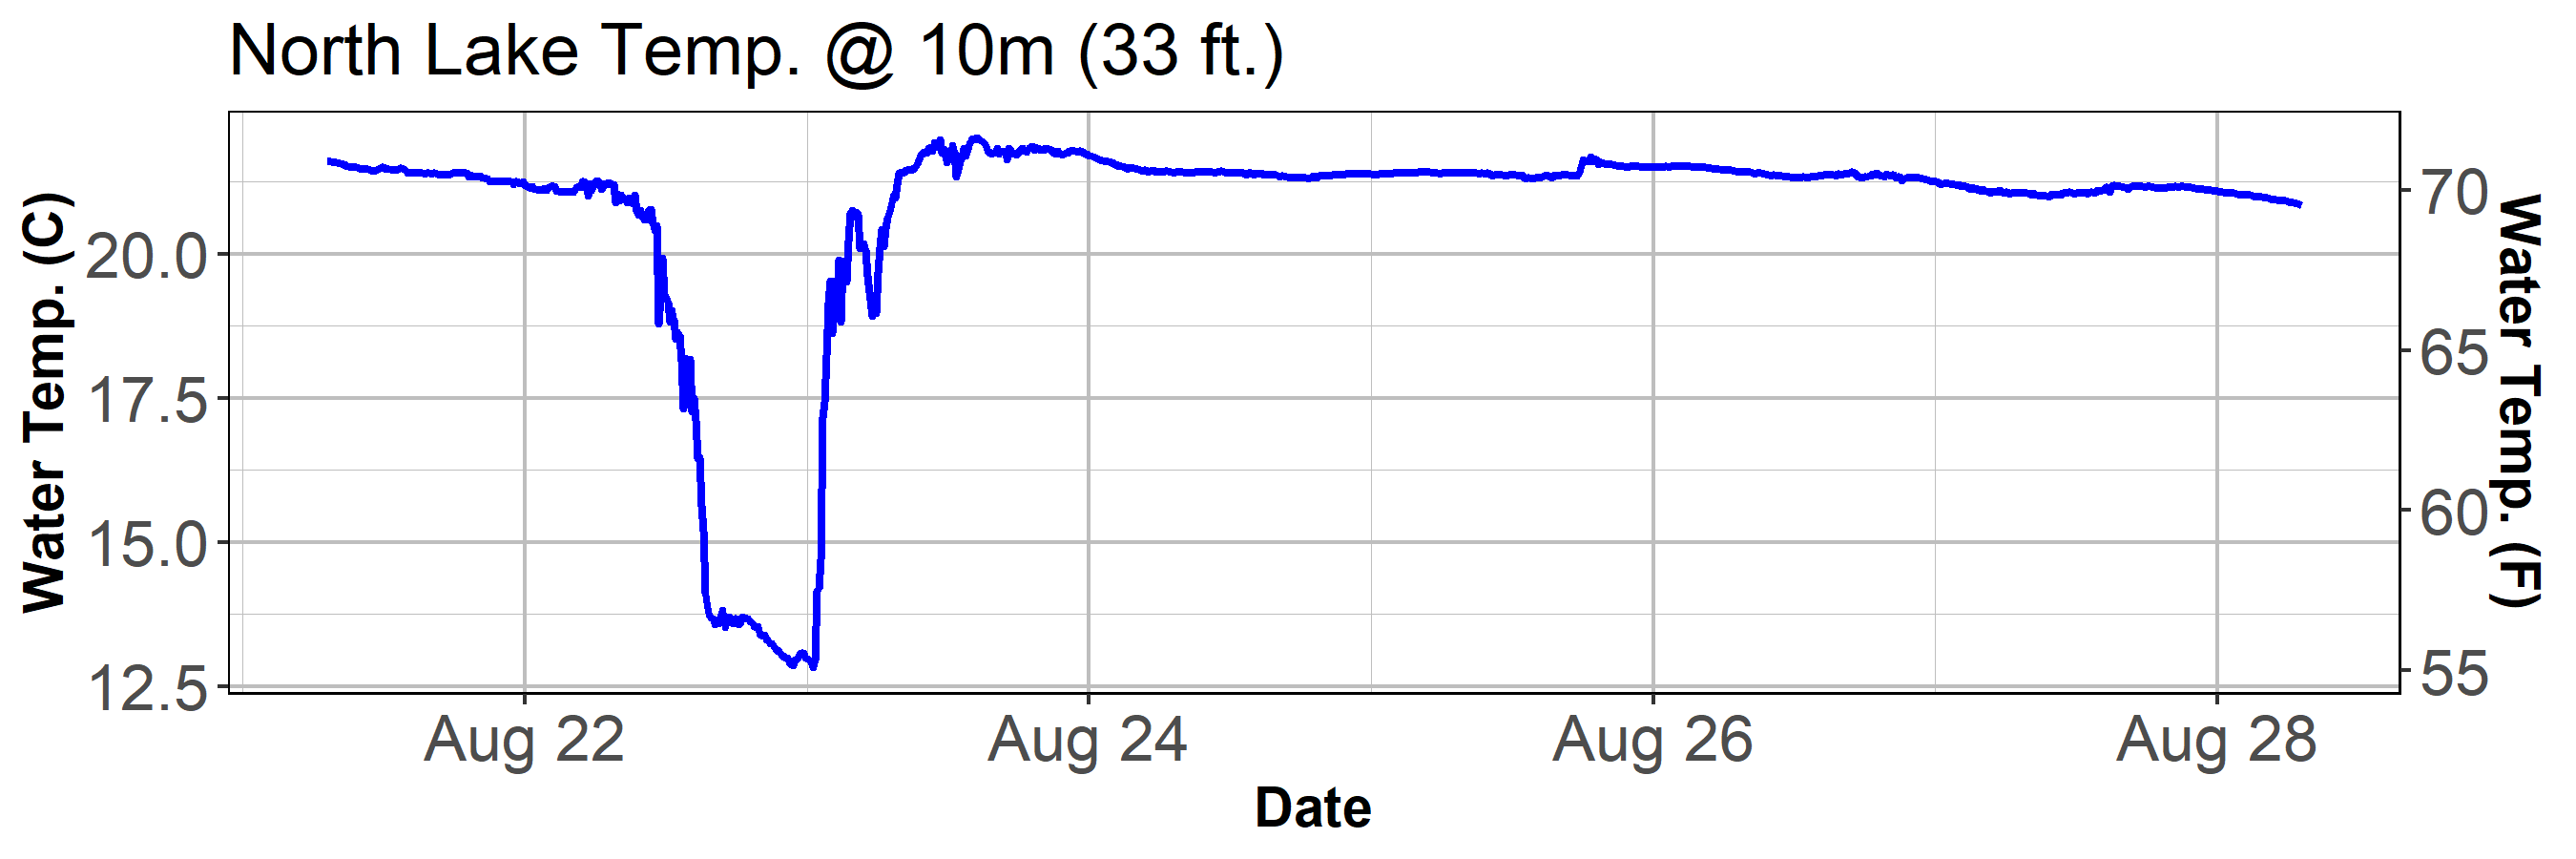 North Lake Temp. @ 10m (33 ft.)
Water Temp. (C)
20.0
17.5
15.0
12.5
70
65
60
55
Water Temp. (F)
Aug 22 Aug 24 Aug 26 Aug 28
Date